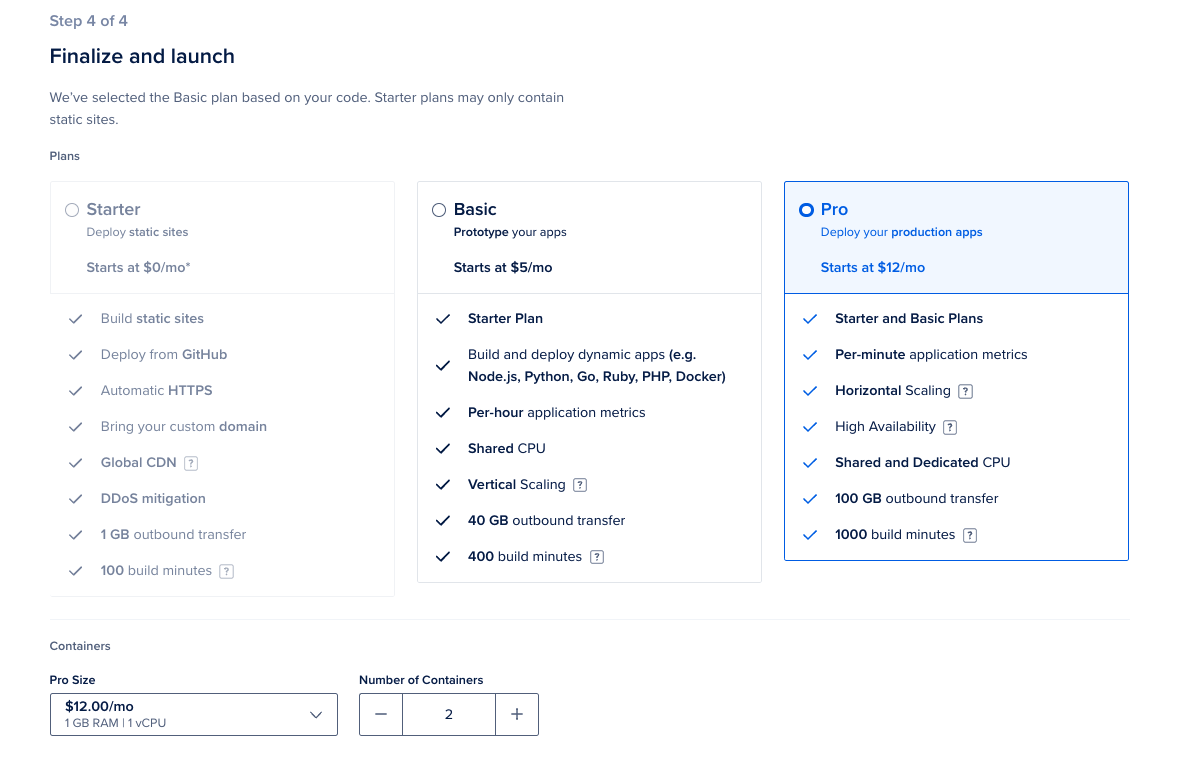 Step 4 of 4
Finalize and launch
We've selected the Basic plan based on your code. Starter plans may only contain
static sites.
Plans
Starter
Deploy static sites
Starts at $0/mo*
Build static sites
Deploy from GitHub
Automatic HTTPS
Bring your custom domain
Global CDN ?
DDoS mitigation
1 GB outbound transfer
100 build minutes ?
Basic
Prototype your apps
Starts at $5/mo
Starter Plan
Build and deploy dynamic apps (e.g.
Node.js, Python, Go, Ruby, PHP, Docker)
Per-hour application metrics
Shared CPU
Vertical Scaling ?
40 GB outbound transfer
400 build minutes ?
Pro
Deploy your production apps
Starts at $12/mo
Starter and Basic Plans
Per-minute application metrics
Horizontal Scaling ?
High Availability ?
Shared and Dedicated CPU
100 GB outbound transfer
1000 build minutes ?
Containers
Pro Size
$12.00/mo
1 GB RAM | 1 vCPU
Number of Containers
2